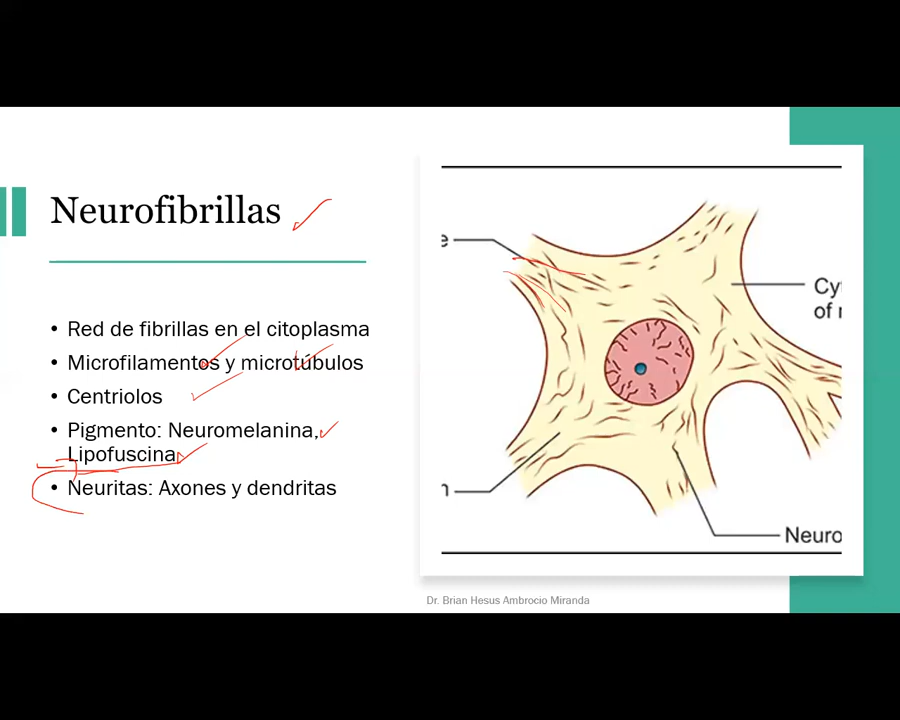 Neurofibrillas
• Red de fibrillas en el citoplasma
• Microfilamentos y microtúbulos
• Centriolos
• Pigmento: Neuromelanina,
Lipofuscina
• Neuritas: Axones y dendritas
e
Cy
of
Neuro
Dr. Brian Hesus Ambrocio Miranda